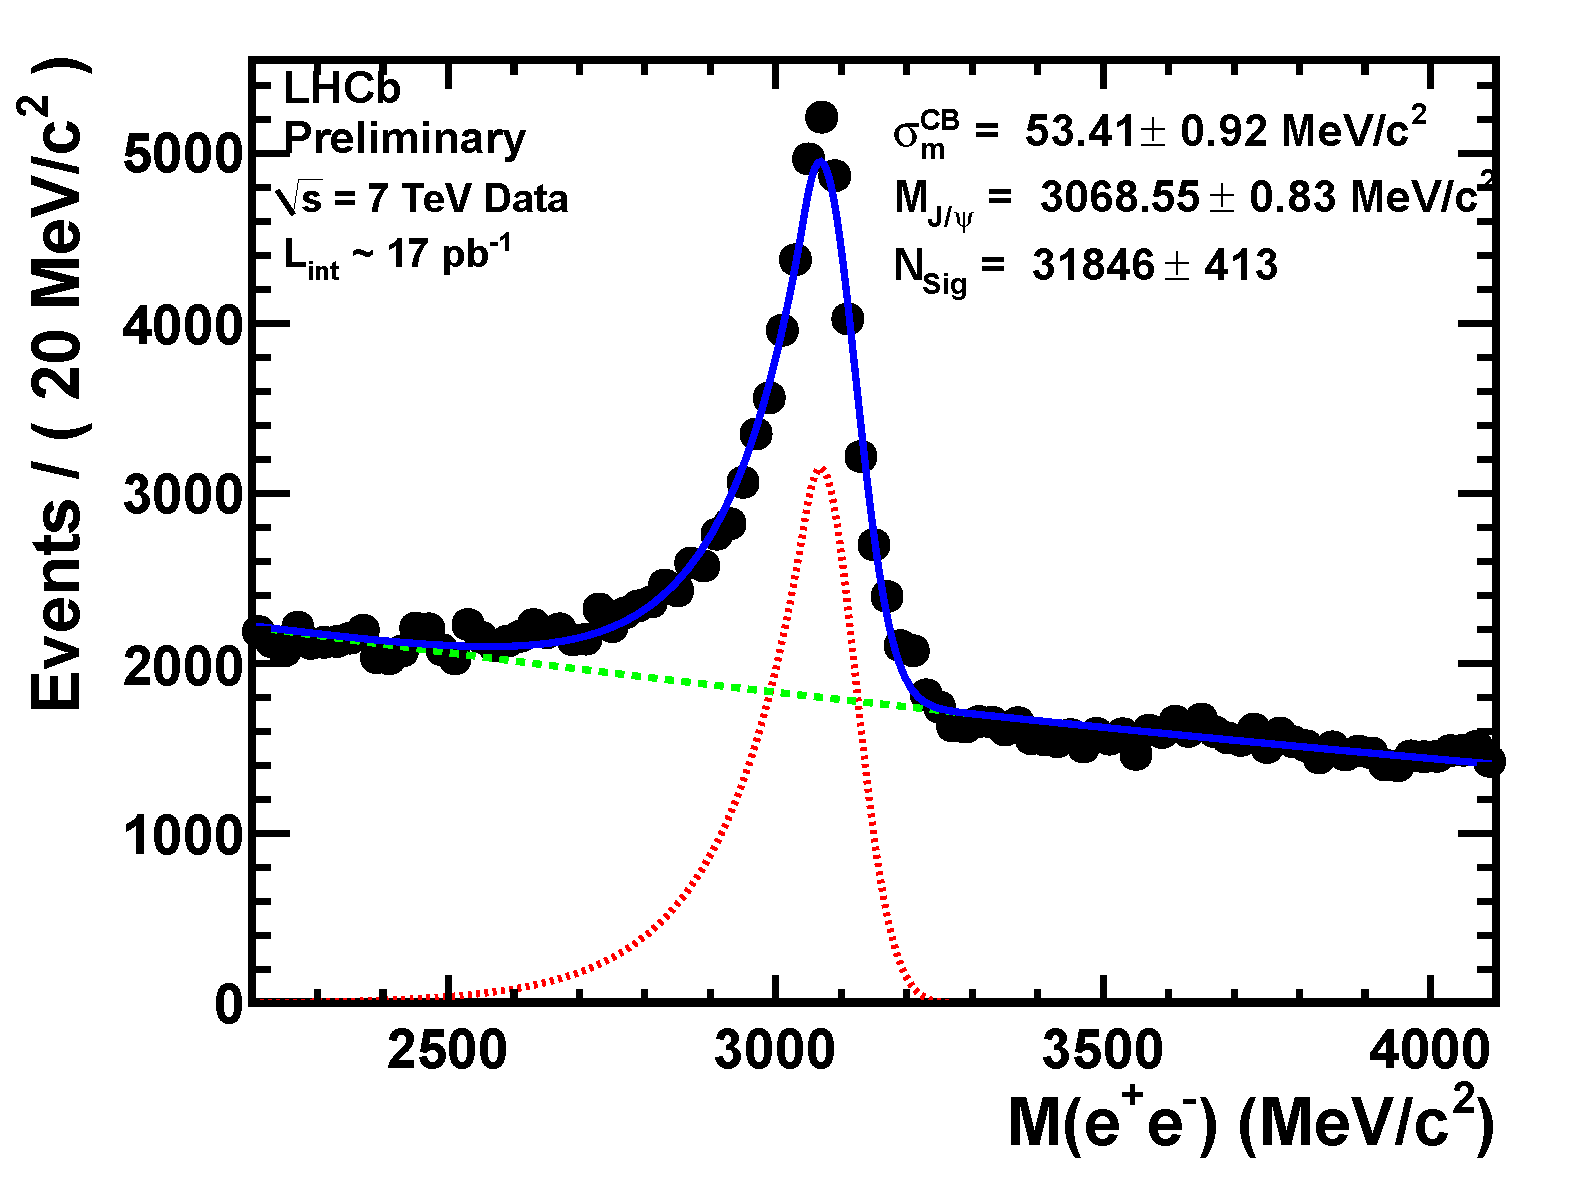 LHCb
Preliminary
√s = 7 TeV Data
L_int ~ 17 pb⁻¹
σ_m^CB = 53.41 ± 0.92 MeV/c²
M_J/ψ = 3068.55 ± 0.83 MeV/c²
N_Sig = 31846 ± 413
Events / ( 20 MeV/c² )
5000
4000
3000
2000
1000
0
2500 3000 3500 4000
M(e⁺e⁻) (MeV/c²)